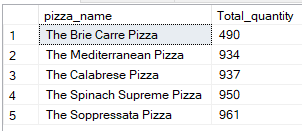 pizza_name Total_quantity
1 The Brie Carre Pizza 490
2 The Mediterranean Pizza 934
3 The Calabrese Pizza 937
4 The Spinach Supreme Pizza 950
5 The Soppressata Pizza 961